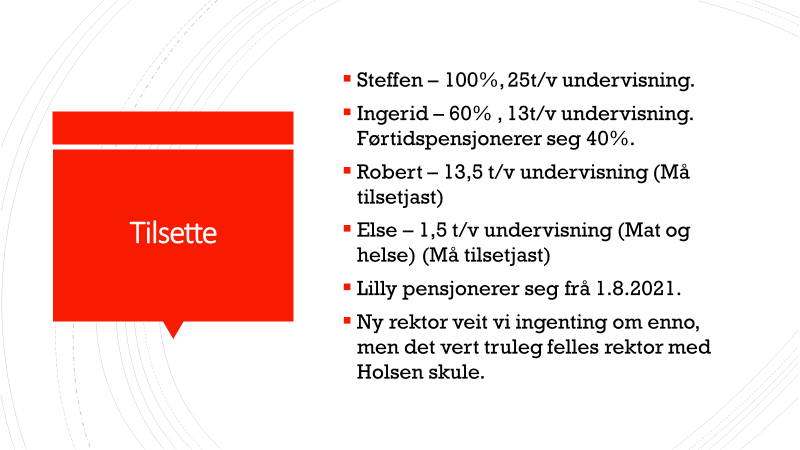 Tilsette
Steffen – 100%, 25t/v undervisning.
Ingerid – 60% , 13t/v undervisning.
Førtidspensjonerer seg 40%.
Robert – 13,5 t/v undervisning (Må
tilsetjast)
Else – 1,5 t/v undervisning (Mat og
helse) (Må tilsetjast)
Lilly pensjonerer seg frå 1.8.2021.
Ny rektor veit vi ingenting om enno,
men det vert truleg felles rektor med
Holsen skule.